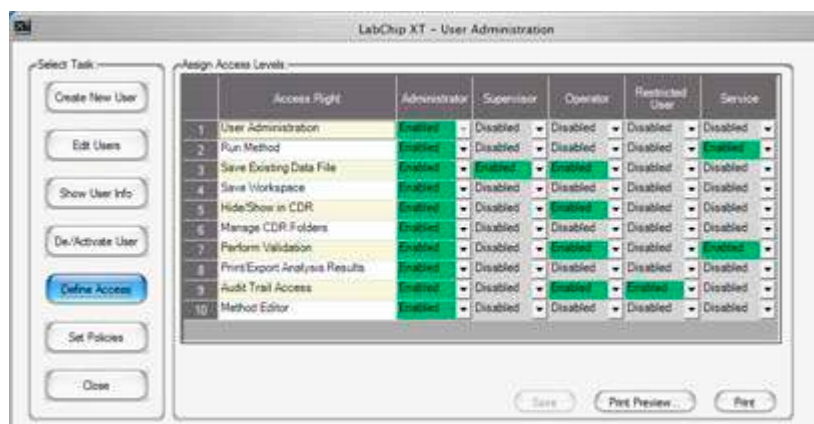 LabChip XT - User Administration
Select Task
Create New User
Edit Users
Show User Info
De-/Activate User
Define Access
Set Policies
Close
Assign Access Levels
Access Right Administrator Supervisor Operator Restricted User Service
1 User Administration Enabled Disabled Disabled Disabled Disabled
2 Run Method Enabled Disabled Disabled Disabled Enabled
3 Save Existing Data File Enabled Enabled Enabled Disabled Disabled
4 Save Workspace Enabled Disabled Disabled Disabled Disabled
5 Hide/Show in CDR Enabled Disabled Enabled Disabled Disabled
6 Manage CDR Folders Enabled Disabled Disabled Disabled Disabled
7 Perform Validation Enabled Disabled Enabled Disabled Enabled
8 Print/Export Analysis Results Enabled Disabled Disabled Disabled Disabled
9 Audit Trail Access Enabled Disabled Enabled Enabled Disabled
10 Method Editor Enabled Disabled Disabled Disabled Disabled
Save Print Preview... Print